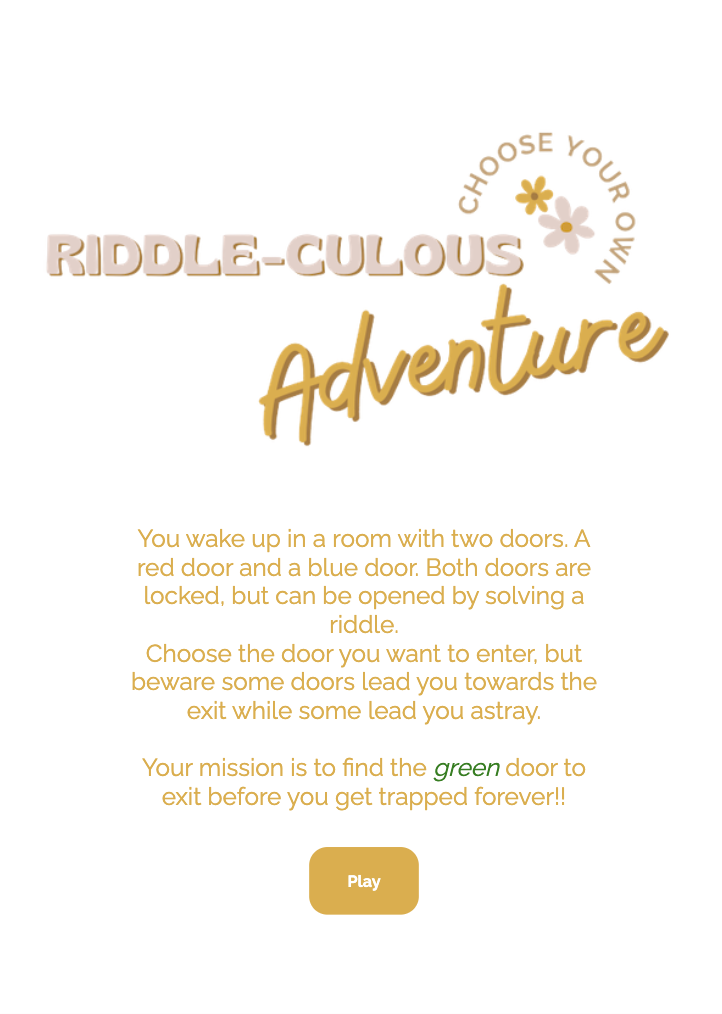 CHOOSE YOUR OWN
RIDDLE-CULOUS
Adventure
You wake up in a room with two doors. A
red door and a blue door. Both doors are
locked, but can be opened by solving a
riddle.
Choose the door you want to enter, but
beware some doors lead you towards the
exit while some lead you astray.
Your mission is to find the green door to
exit before you get trapped forever!!
Play